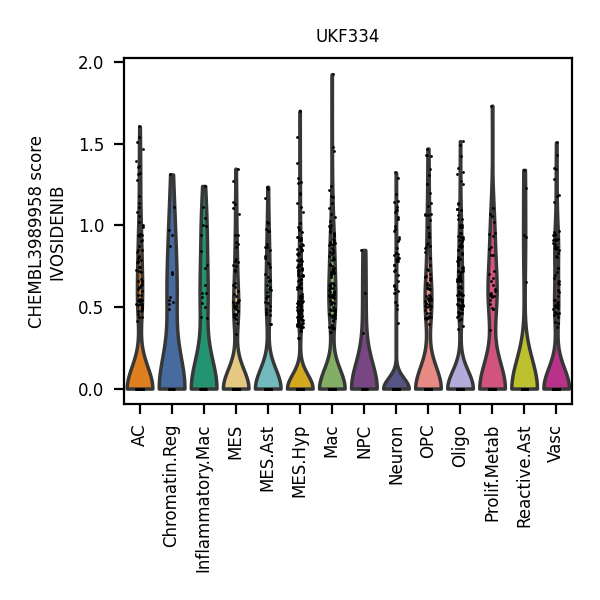 UKF334
CHEMBL3989958 score
IVOSIDENIB
2.0
1.5
1.0
0.5
0.0
AC
Chromatin.Reg
Inflammatory.Mac
MES
MES.Ast
MES.Hyp
Mac
NPC
Neuron
OPC
Oligo
Prolif.Metab
Reactive.Ast
Vasc